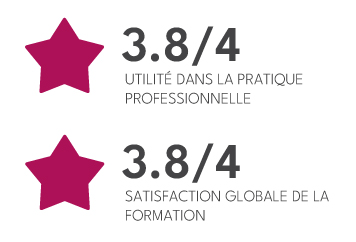 3.8/4
UTILITÉ DANS LA PRATIQUE
PROFESSIONNELLE
3.8/4
SATISFACTION GLOBALE DE LA
FORMATION